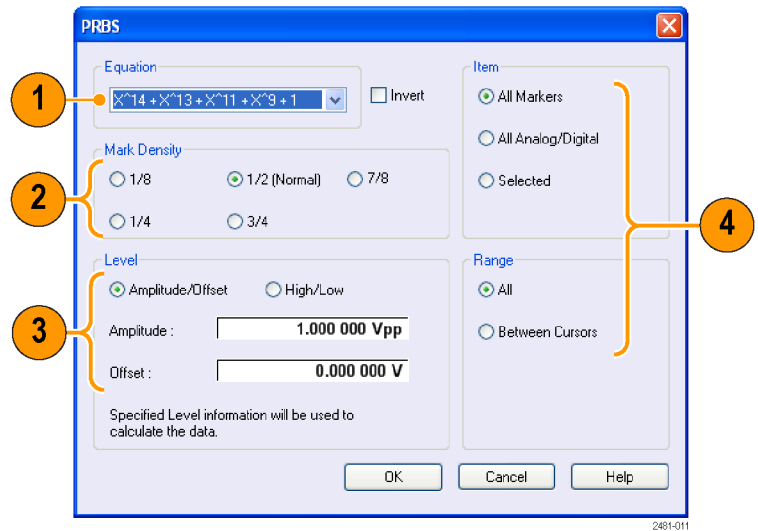 PRBS
Equation
X^14 + X^13 + X^11 + X^9 + 1
Invert
1
Mark Density
1/8
1/2 (Normal)
7/8
1/4
3/4
2
Level
Amplitude/Offset
High/Low
Amplitude :
1.000 000 Vpp
Offset :
0.000 000 V
3
Specified Level information will be used to
calculate the data.
Item
All Markers
All Analog/Digital
Selected
4
Range
All
Between Cursors
OK
Cancel
Help
2481-011